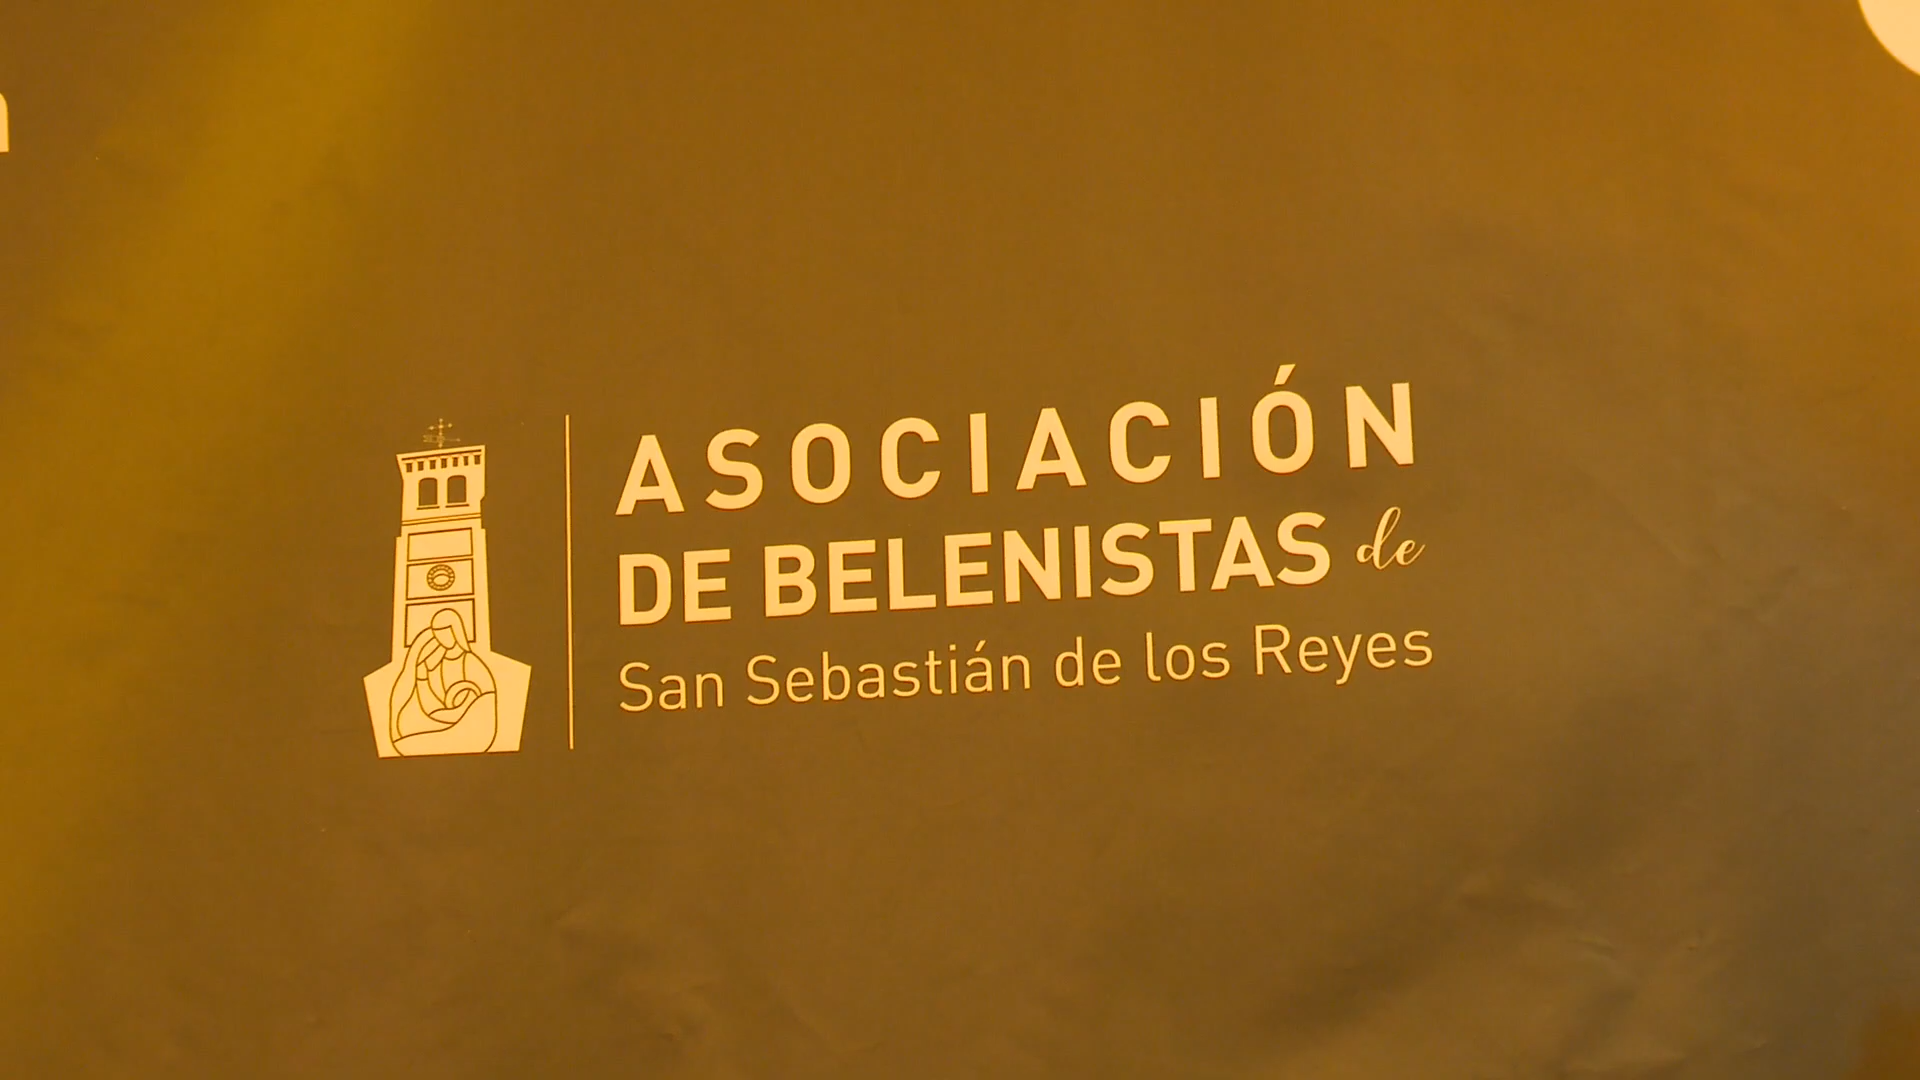 ASOCIACIÓN
DE BELENISTAS de
San Sebastián de los Reyes